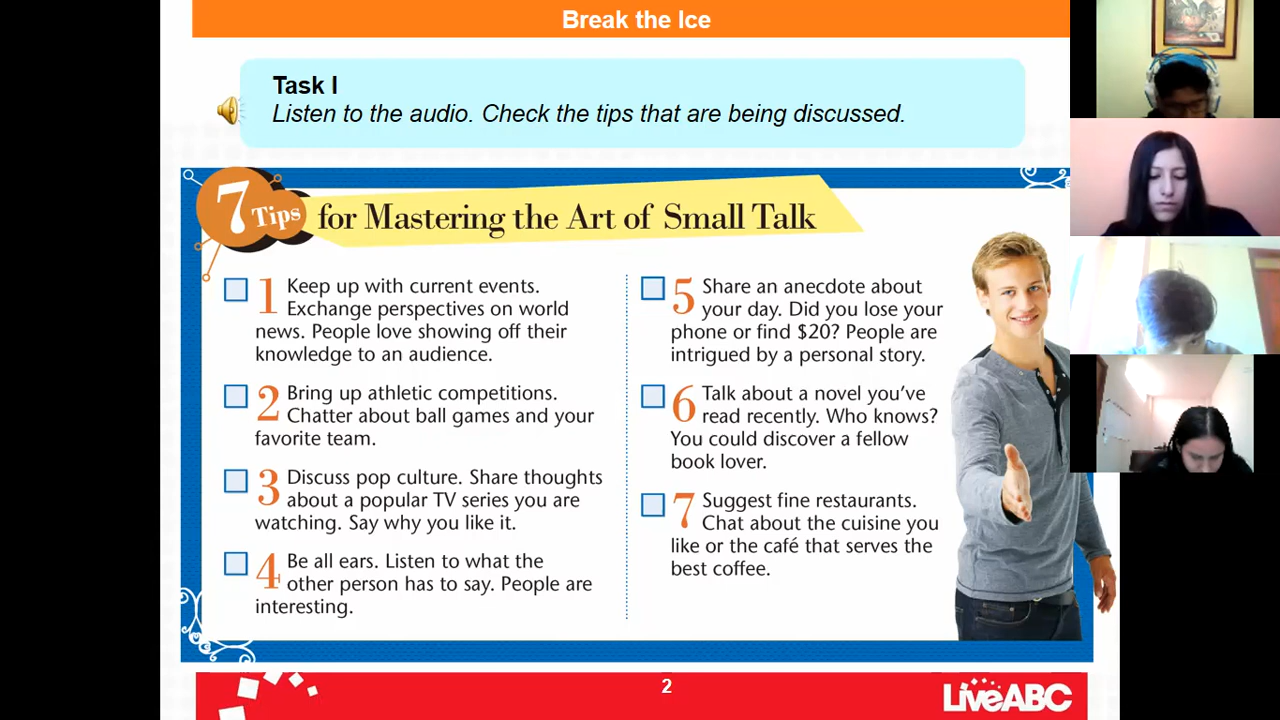 Break the Ice
Task I
Listen to the audio. Check the tips that are being discussed.
7 Tips for Mastering the Art of Small Talk
1 Keep up with current events.
Exchange perspectives on world
news. People love showing off their
knowledge to an audience.
2 Bring up athletic competitions.
Chatter about ball games and your
favorite team.
3 Discuss pop culture. Share thoughts
about a popular TV series you are
watching. Say why you like it.
4 Be all ears. Listen to what the
other person has to say. People are
interesting.
5 Share an anecdote about
your day. Did you lose your
phone or find $20? People are
intrigued by a personal story.
6 Talk about a novel you've
read recently. Who knows?
You could discover a fellow
book lover.
7 Suggest fine restaurants.
Chat about the cuisine you
like or the café that serves the
best coffee.
2
LiveABC